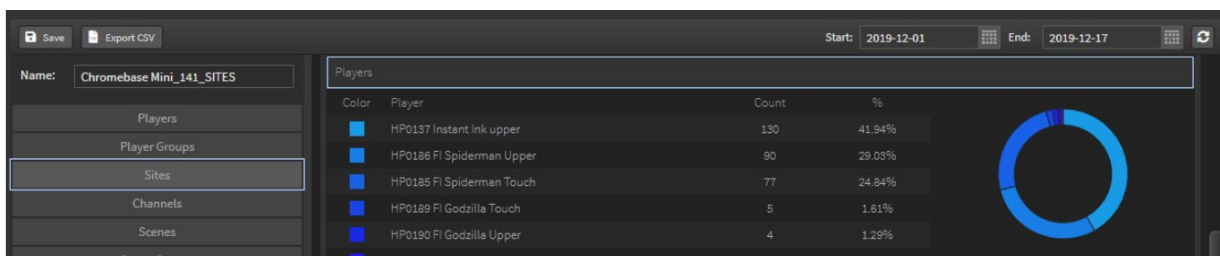 Save Export CSV Start: 2019-12-01 End: 2019-12-17
Name: Chromebase Mini_141_SITES
Players
Player Groups
Sites
Channels
Scenes
Players
Color Player Count %
HP0137 Instant Ink upper 130 41.94%
HP0186 FI Spiderman Upper 90 29.03%
HP0185 FI Spiderman Touch 77 24.84%
HP0189 FI Godzilla Touch 5 1.61%
HP0190 FI Godzilla Upper 4 1.29%